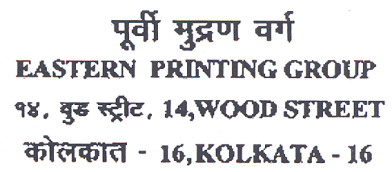 पूर्वी मुद्रण वर्ग
EASTERN PRINTING GROUP
१४, वुड स्ट्रीट, 14,WOOD STREET
कोलकात - 16,KOLKATA - 16